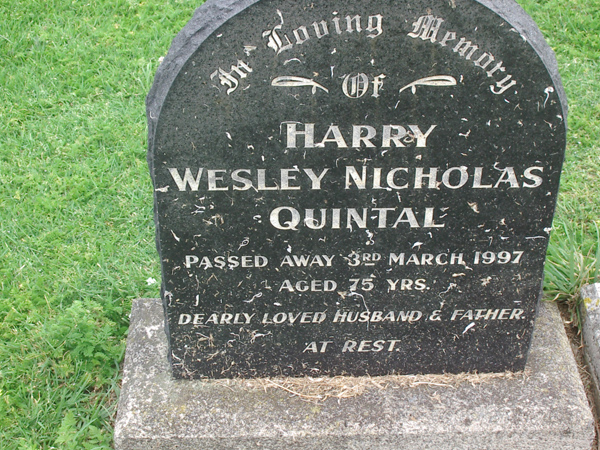 In Loving Memory
Of
HARRY
WESLEY NICHOLAS
QUINTAL
PASSED AWAY 3RD MARCH 1997
AGED 75 YRS.
DEARLY LOVED HUSBAND & FATHER.
AT REST.